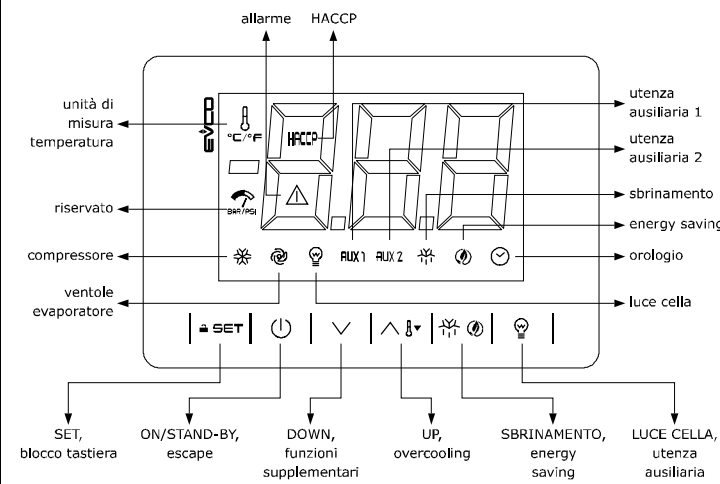 allarme HACCP
unità di
misura
temperatura
utenza
ausiliaria 1
utenza
ausiliaria 2
EVCO
°C/°F
HACCP
riservato
BAR/PSI
sbrinamento
energy saving
compressore
AUX 1 AUX 2
orologio
ventole
evaporatore
luce cella
SET
SET,
blocco tastiera
ON/STAND-BY,
escape
DOWN,
funzioni
supplementari
UP,
overcooling
SBRINAMENTO,
energy
saving
LUCE CELLA,
utenza
ausiliaria